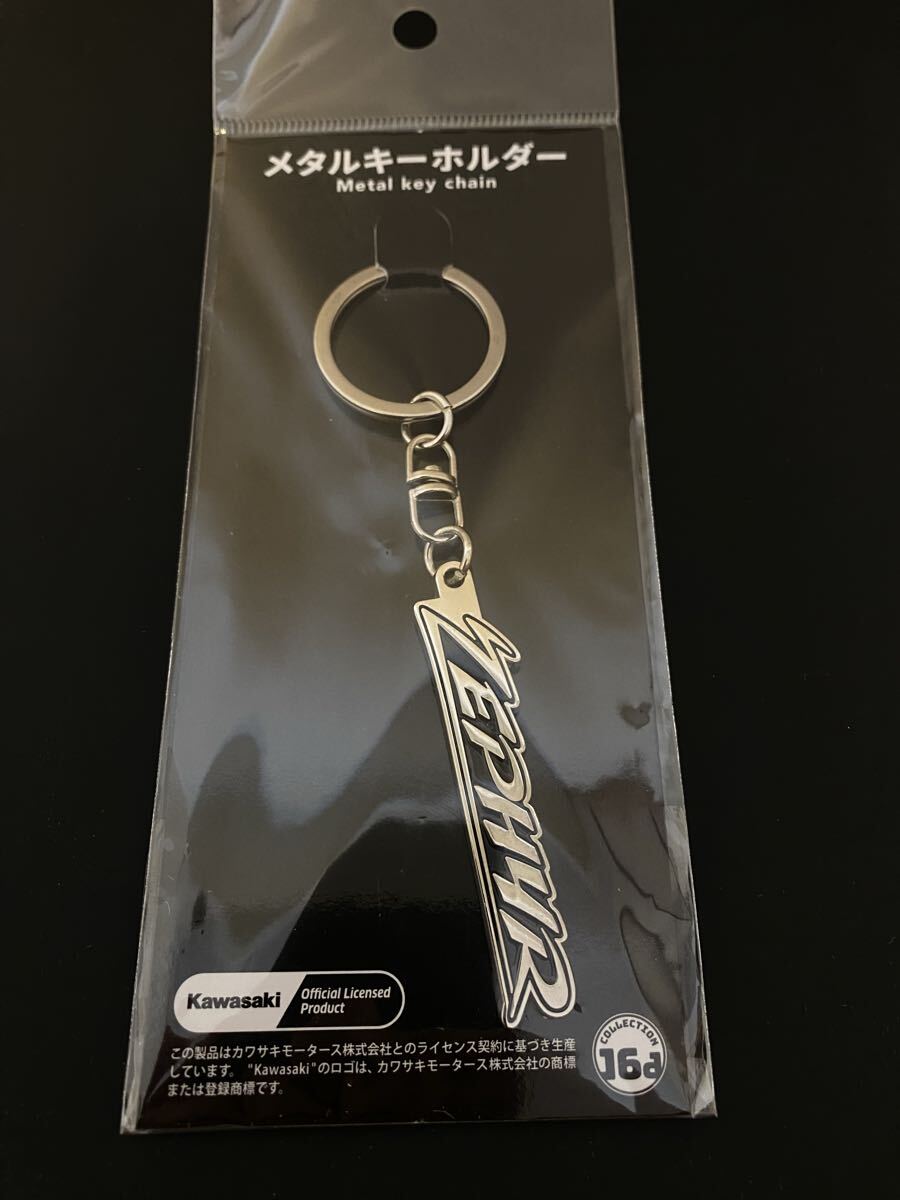 メタルキーホルダー
Metal key chain
ZEPHYR
Kawasaki
Official Licensed
Product
この製品はカワサキモータース株式会社とのライセンス契約に基づき生産
しています。 "Kawasaki"のロゴは、カワサキモータース株式会社の商標
または登録商標です。
COLLECTION